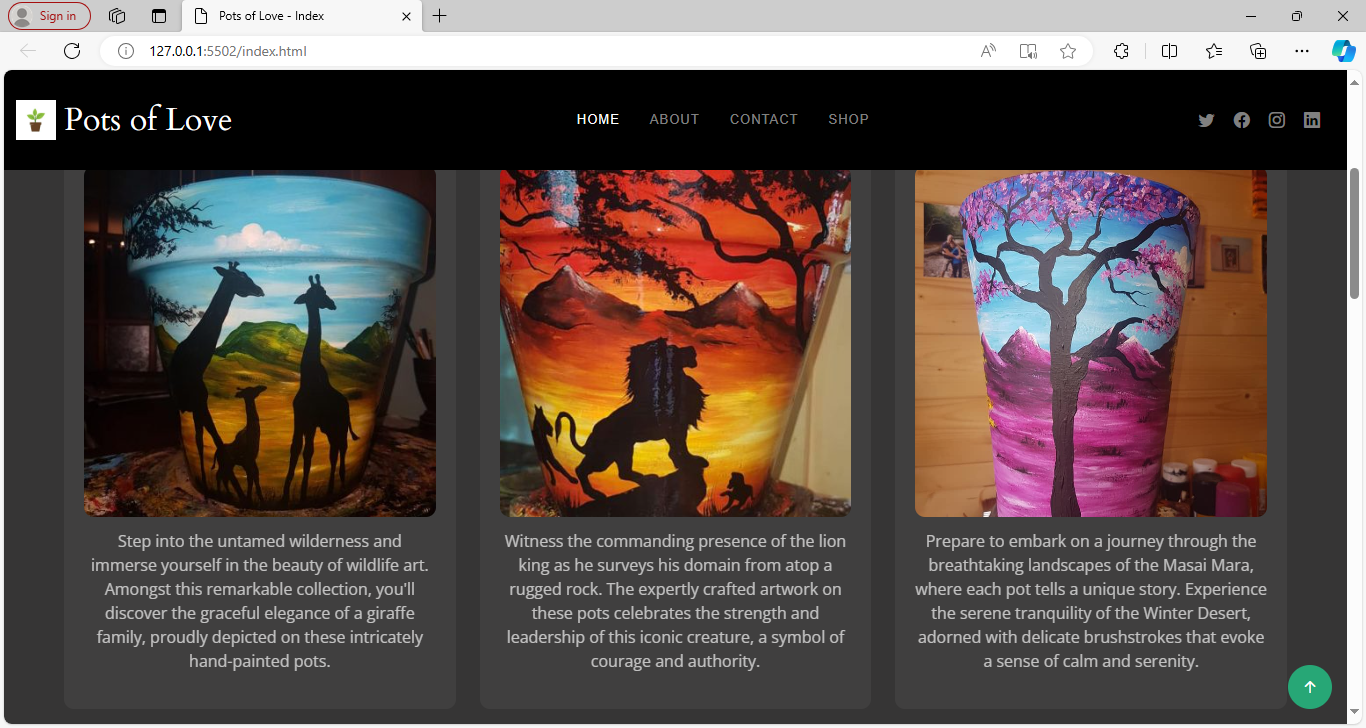 Sign in
Pots of Love - Index
127.0.0.1:5502/index.html
Pots of Love
HOME ABOUT CONTACT SHOP
Step into the untamed wilderness and
immerse yourself in the beauty of wildlife art.
Amongst this remarkable collection, you'll
discover the graceful elegance of a giraffe
family, proudly depicted on these intricately
hand-painted pots.
Witness the commanding presence of the lion
king as he surveys his domain from atop a
rugged rock. The expertly crafted artwork on
these pots celebrates the strength and
leadership of this iconic creature, a symbol of
courage and authority.
Prepare to embark on a journey through the
breathtaking landscapes of the Masai Mara,
where each pot tells a unique story. Experience
the serene tranquility of the Winter Desert,
adorned with delicate brushstrokes that evoke
a sense of calm and serenity.